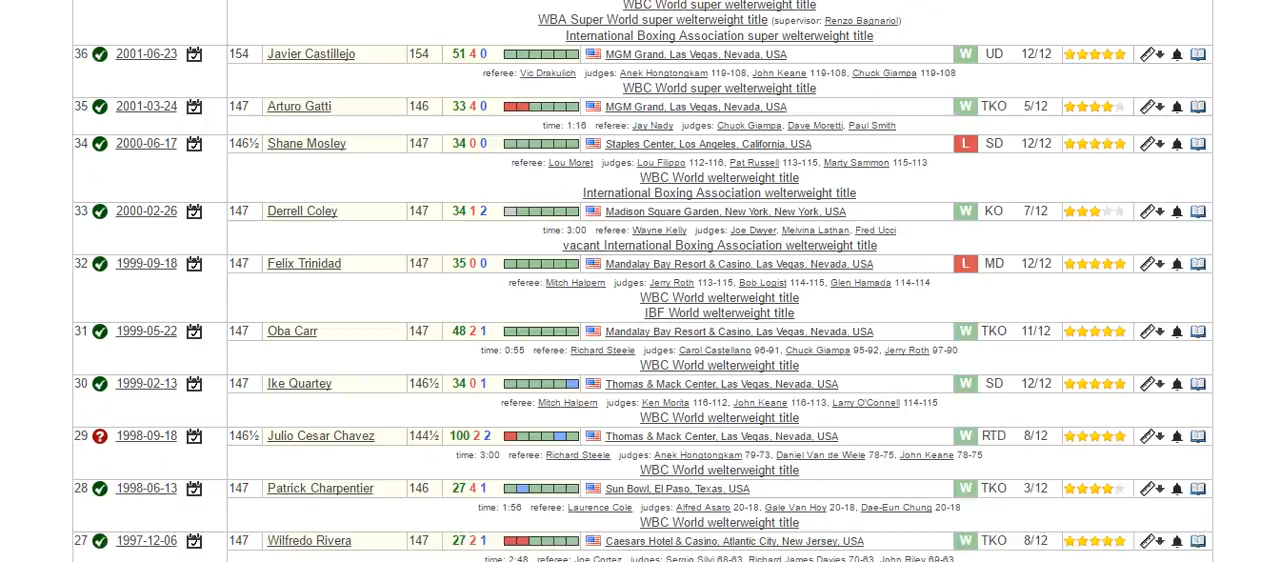 WBC World super welterweight title
WBA Super World super welterweight title (supervisor: Renzo Bagnariol)
International Boxing Association super welterweight title
36 2001-06-23 154 Javier Castillejo 154 51 4 0 MGM Grand, Las Vegas, Nevada, USA W UD 12/12
referee: Vic Drakulich judges: Anek Hongtongkam 119-108, John Keane 119-108, Chuck Giampa 119-108
WBC World super welterweight title
35 2001-03-24 147 Arturo Gatti 146 33 4 0 MGM Grand, Las Vegas, Nevada, USA W TKO 5/12
time: 1:16 referee: Jay Nady judges: Chuck Giampa, Dave Moretti, Paul Smith
34 2000-06-17 146½ Shane Mosley 147 34 0 0 Staples Center, Los Angeles, California, USA L SD 12/12
referee: Lou Moret judges: Lou Filippo 112-116, Pat Russell 113-115, Marty Sammon 115-113
WBC World welterweight title
International Boxing Association welterweight title
33 2000-02-26 147 Derrell Coley 147 34 1 2 Madison Square Garden, New York, New York, USA W KO 7/12
time: 3:00 referee: Wayne Kelly judges: Joe Dwyer, Melvina Lathan, Fred Ucci
vacant International Boxing Association welterweight title
32 1999-09-18 147 Felix Trinidad 147 35 0 0 Mandalay Bay Resort & Casino, Las Vegas, Nevada, USA L MD 12/12
referee: Mitch Halpern judges: Jerry Roth 113-115, Bob Logist 114-115, Glen Hamada 114-114
WBC World welterweight title
IBF World welterweight title
31 1999-05-22 147 Oba Carr 147 48 2 1 Mandalay Bay Resort & Casino, Las Vegas, Nevada, USA W TKO 11/12
time: 0:55 referee: Richard Steele judges: Carol Castellano 96-91, Chuck Giampa 95-92, Jerry Roth 97-90
WBC World welterweight title
30 1999-02-13 147 Ike Quartey 146½ 34 0 1 Thomas & Mack Center, Las Vegas, Nevada, USA W SD 12/12
referee: Mitch Halpern judges: Ken Morita 116-112, John Keane 116-113, Larry O'Connell 114-115
WBC World welterweight title
29 1998-09-18 146½ Julio Cesar Chavez 144½ 100 2 2 Thomas & Mack Center, Las Vegas, Nevada, USA W RTD 8/12
time: 3:00 referee: Richard Steele judges: Anek Hongtongkam 79-73, Daniel Van de Wiele 78-75, John Keane 78-75
WBC World welterweight title
28 1998-06-13 147 Patrick Charpentier 146 27 4 1 Sun Bowl, El Paso, Texas, USA W TKO 3/12
time: 1:56 referee: Laurence Cole judges: Alfred Asaro 20-18, Gale Van Hoy 20-18, Dae-Eun Chung 20-18
WBC World welterweight title
27 1997-12-06 147 Wilfredo Rivera 147 27 2 1 Caesars Hotel & Casino, Atlantic City, New Jersey, USA W TKO 8/12
time: 2:48 referee: Joe Cortez judges: Sergio Silvi 68-63, Richard James Davies 70-63, John Riley 69-63